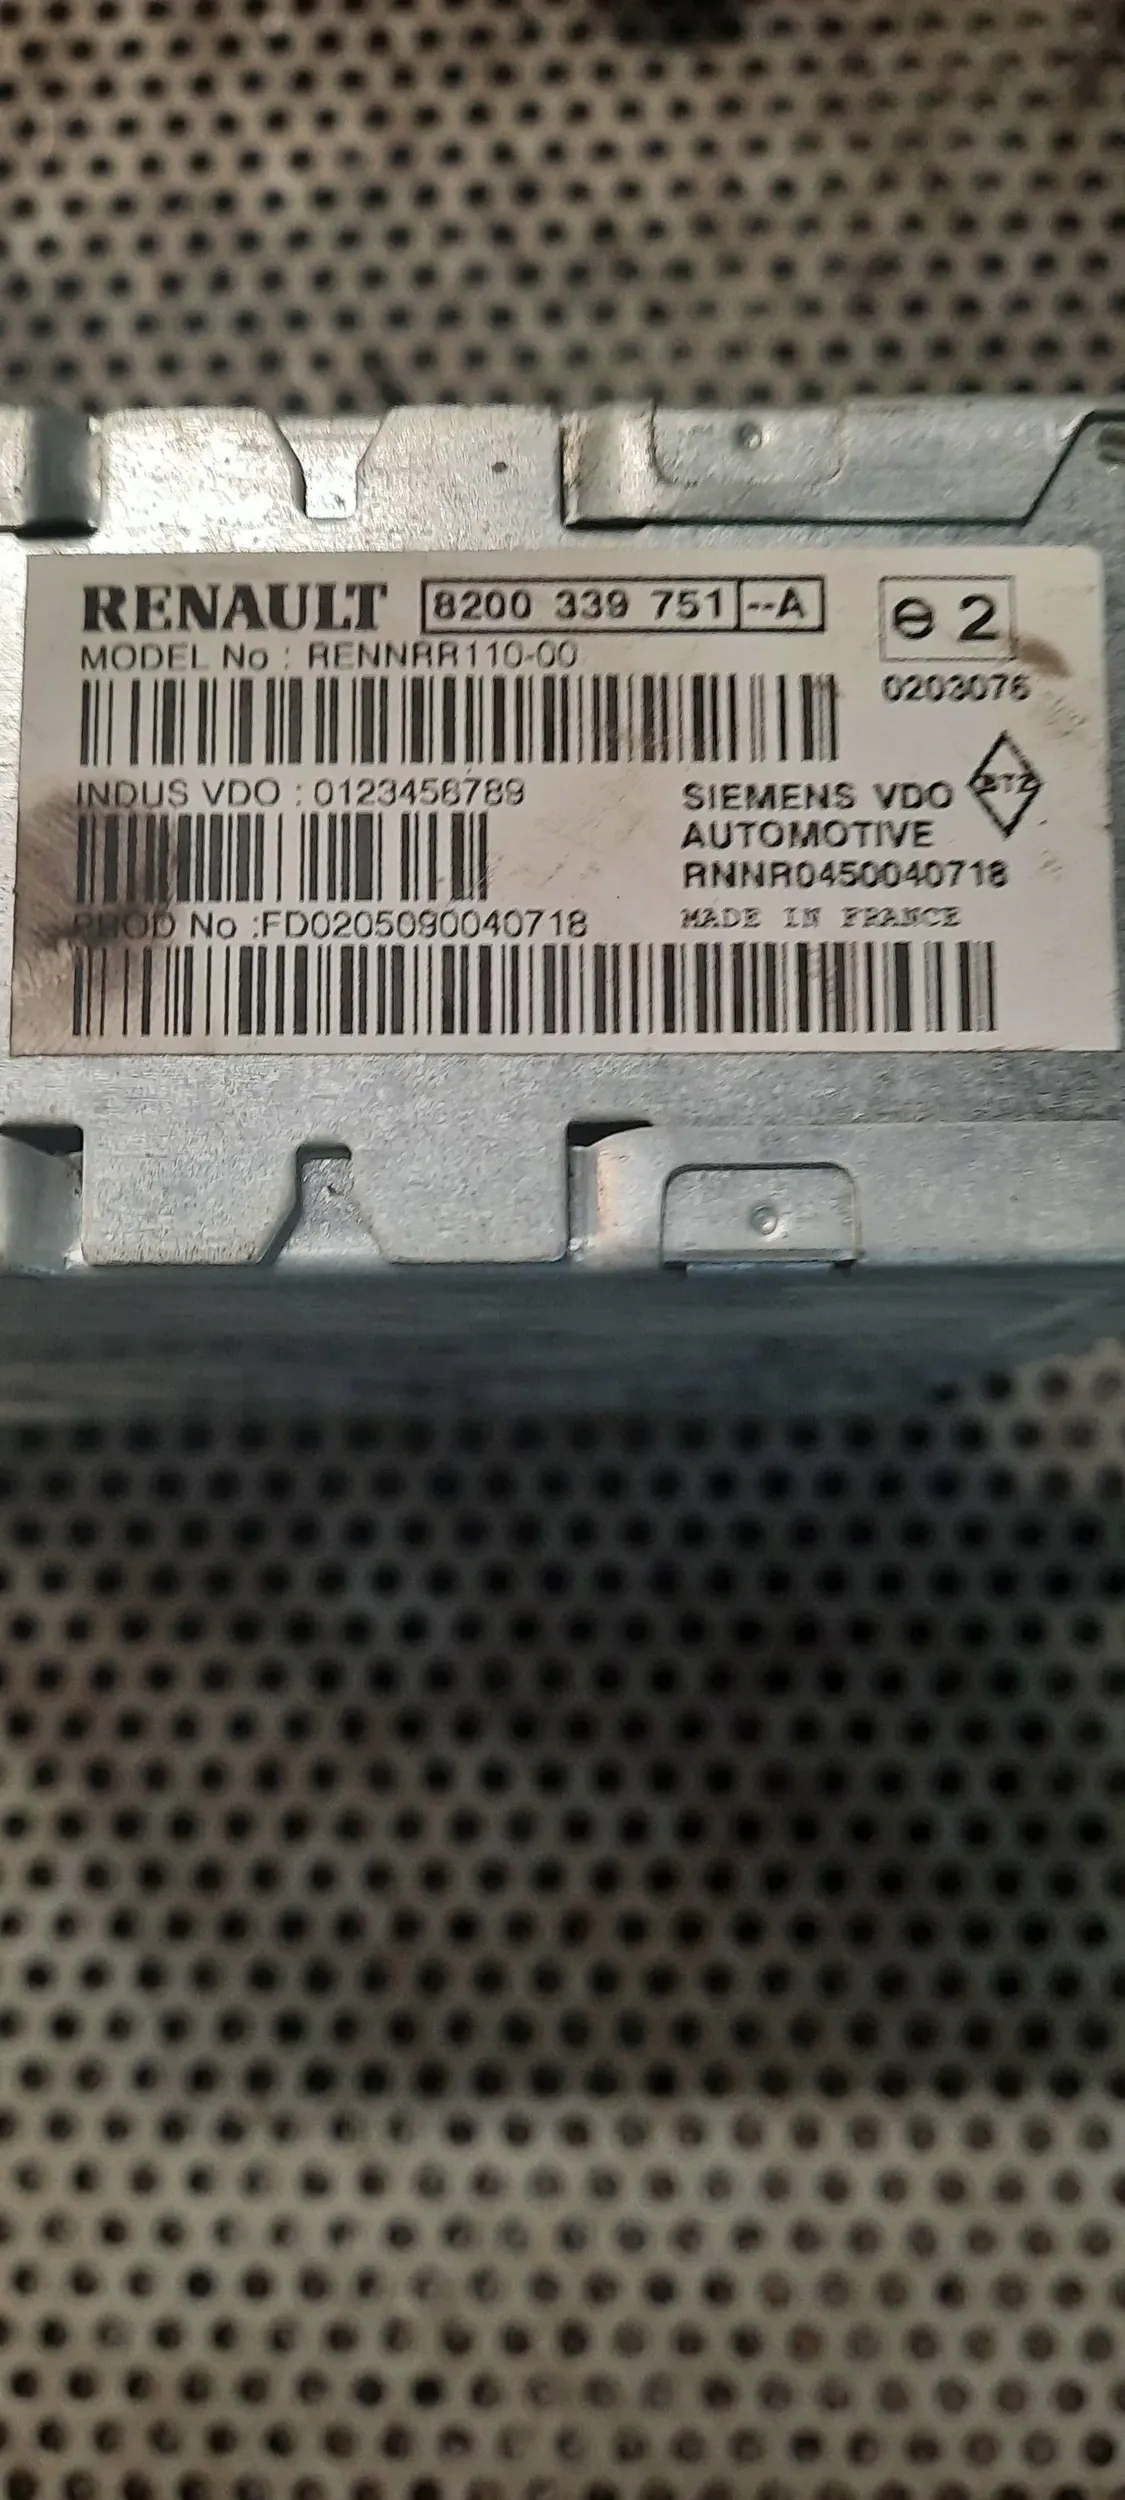 RENAULT 8200 339 751 --A e 2
MODEL No : RENNRR110-00
0203076
INDUS VDO : 0123456789
SIEMENS VDO
AUTOMOTIVE
RNNR0450040718
PROD No :FD0205090040718
MADE IN FRANCE